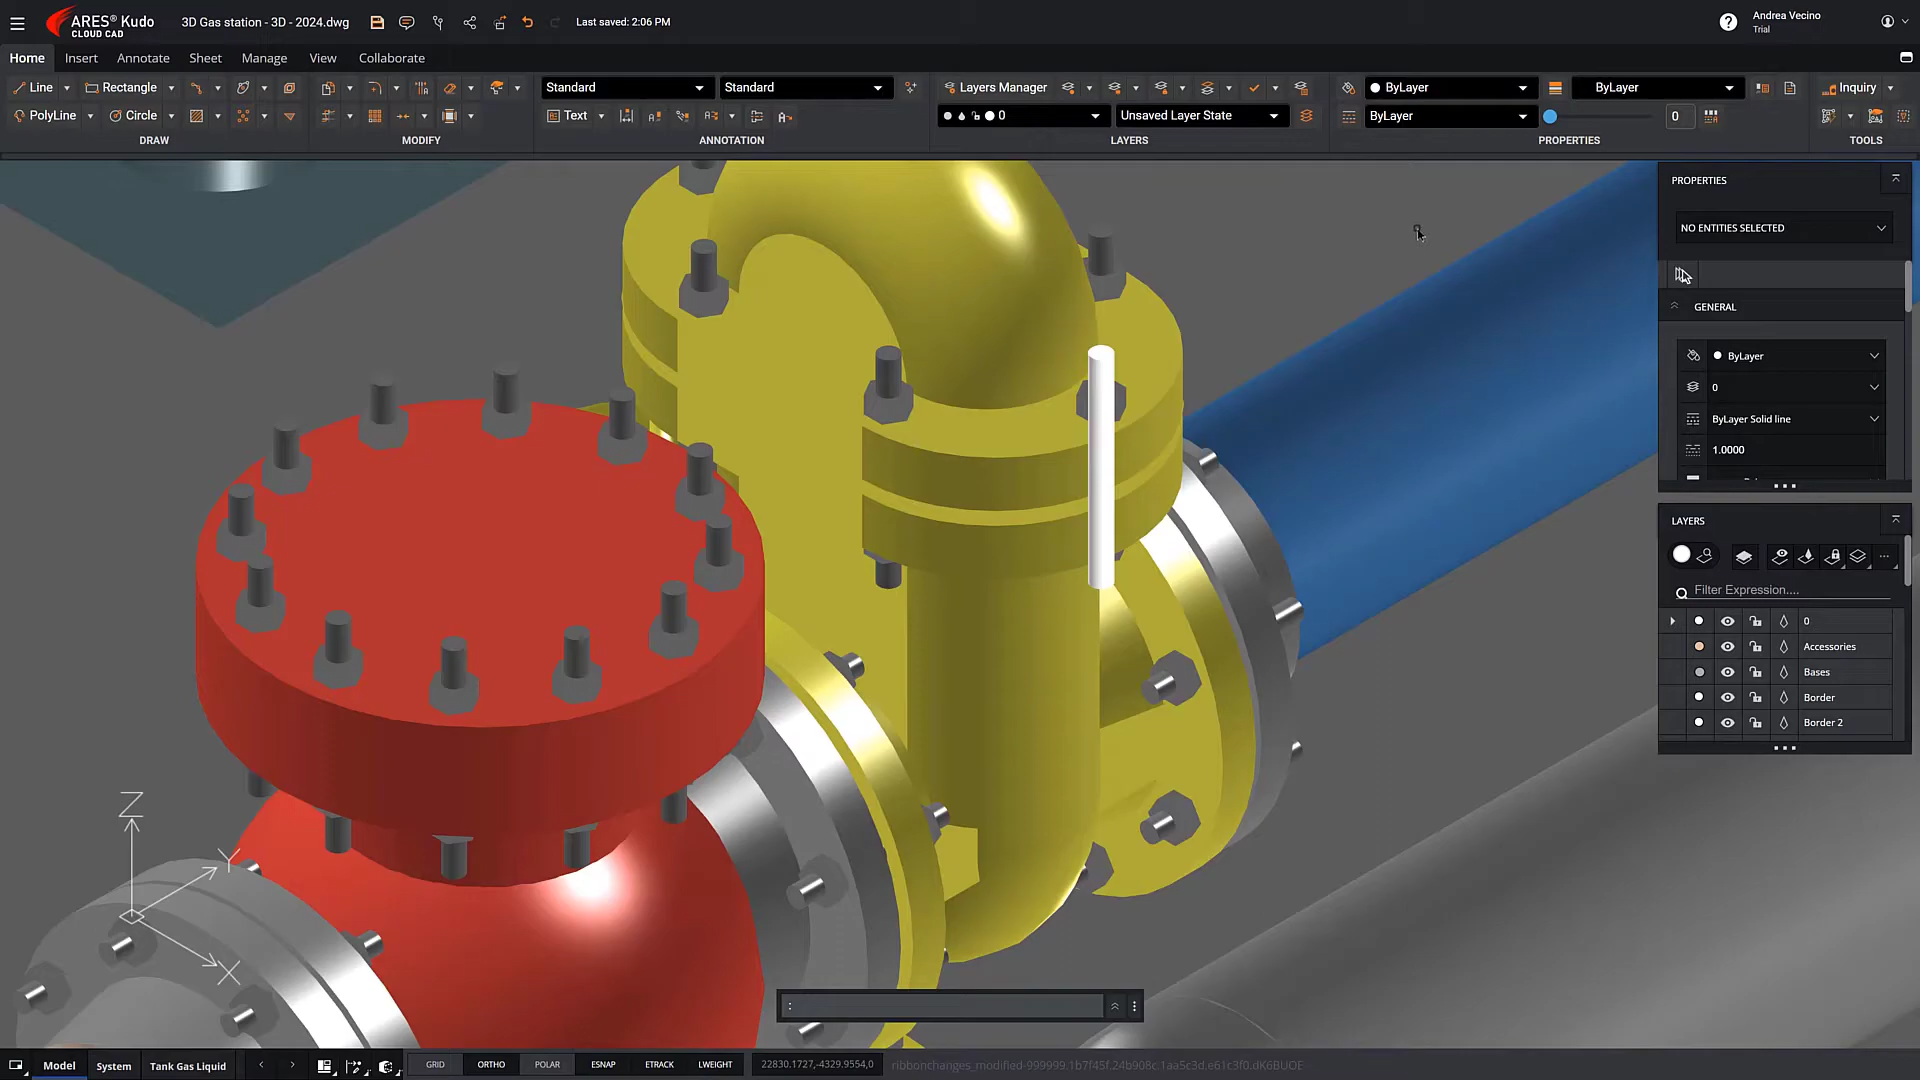 ARES® Kudo
CLOUD CAD
3D Gas station - 3D - 2024.dwg
Last saved: 2:06 PM
?
Andrea Vecino
Trial
Home
Insert
Annotate
Sheet
Manage
View
Collaborate
Line
Rectangle
Standard
Standard
Layers Manager
ByLayer
ByLayer
Inquiry
PolyLine
Circle
Text
0
Unsaved Layer State
ByLayer
0
DRAW
MODIFY
ANNOTATION
LAYERS
PROPERTIES
TOOLS
PROPERTIES
NO ENTITIES SELECTED
GENERAL
ByLayer
0
ByLayer Solid line
1.0000
LAYERS
Filter Expression....
0
Accessories
Bases
Border
Border 2
Z
Y
X
:
Model
System
Tank Gas Liquid
GRID
ORTHO
POLAR
ESNAP
ETRACK
LWEIGHT
22830.1727,-4329.9554,0
ribbonchanges_modified-999999.1b7f45f.24b908c.1aa5c3d.e61c3f0.dK6BUOE